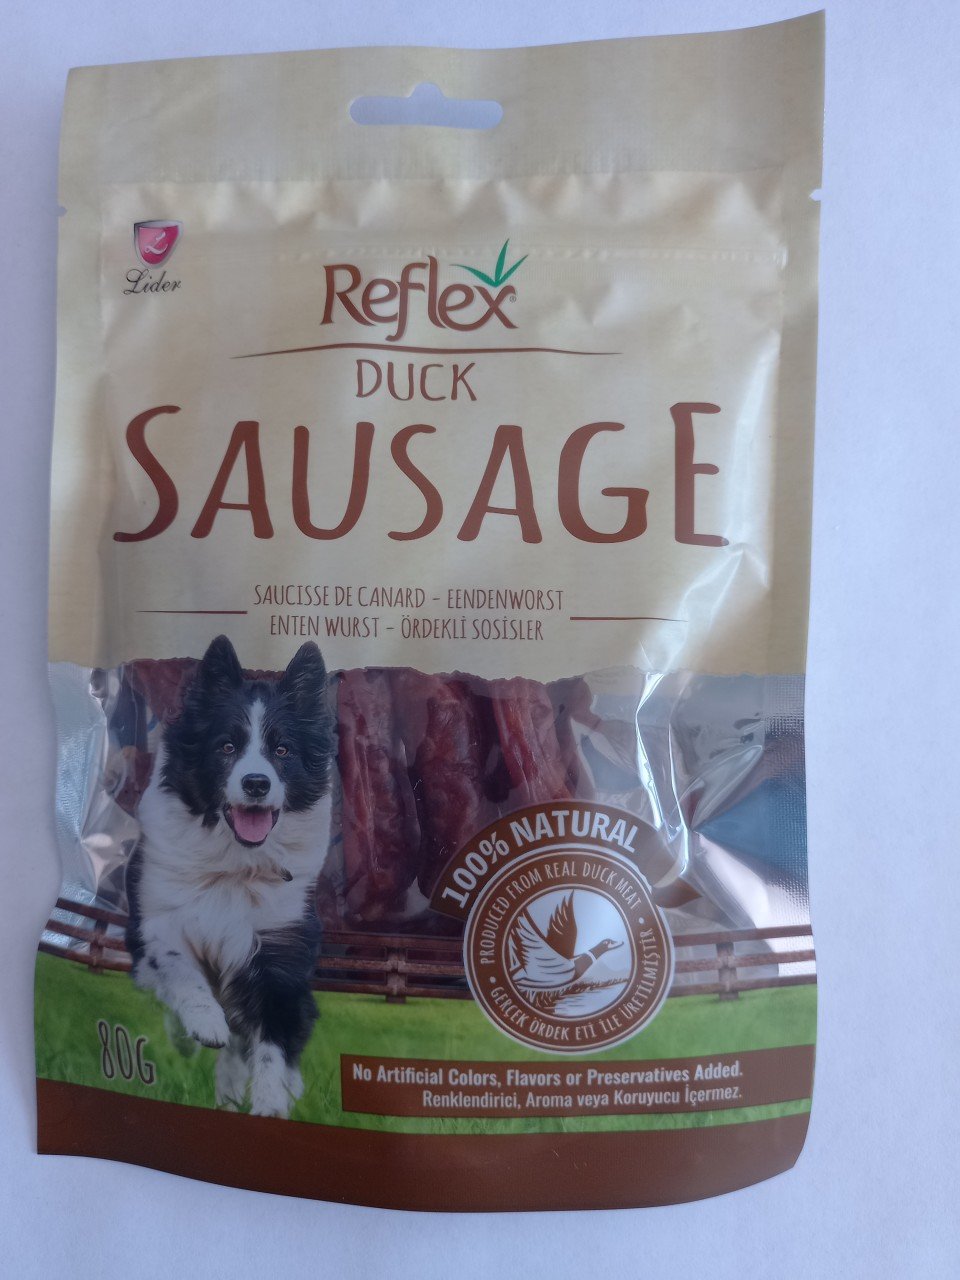 L
Lider
Reflex®
DUCK
SAUSAGE
SAUCISSE DE CANARD - EENDENWORST
ENTEN WURST - ÖRDEKLİ SOSİSLER
100% NATURAL
• PRODUCED FROM REAL DUCK MEAT •
GERÇEK ÖRDEK ETİ İLE ÜRETİLMİŞTİR
80G
No Artificial Colors, Flavors or Preservatives Added.
Renklendirici, Aroma veya Koruyucu İçermez.